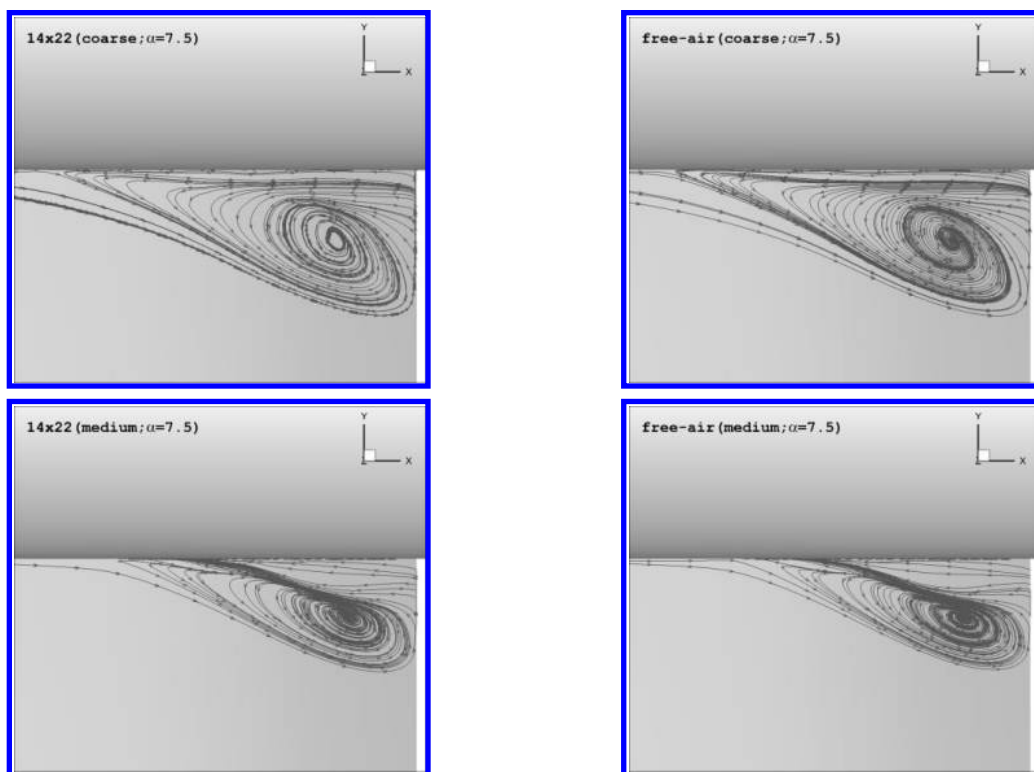 14x22(coarse;α=7.5)
Y
Z
X
free-air(coarse;α=7.5)
Y
Z
X
14x22(medium;α=7.5)
Y
Z
X
free-air(medium;α=7.5)
Y
Z
X